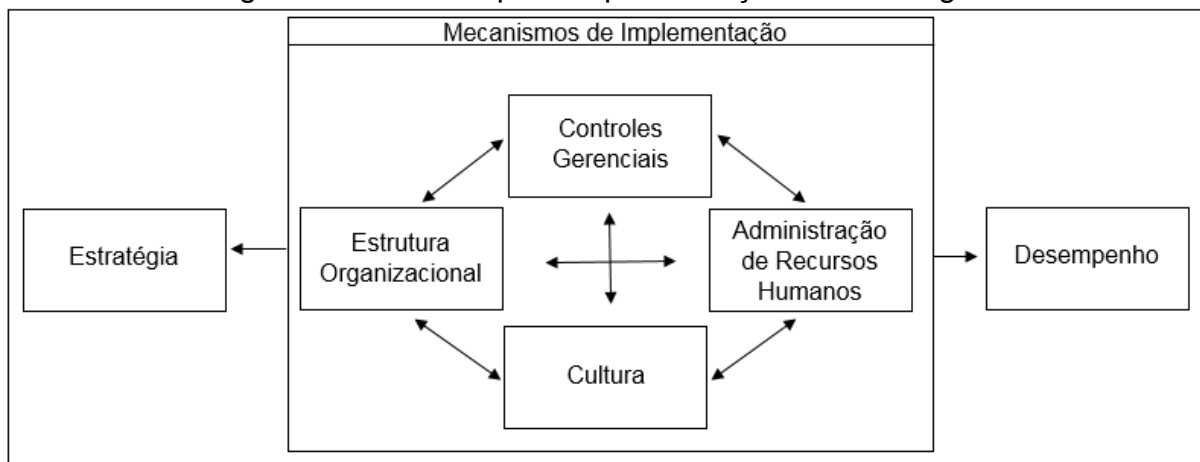 Mecanismos de Implementação
Controles
Gerenciais
Estratégia
Estrutura
Organizacional
Administração
de Recursos
Humanos
Desempenho
Cultura